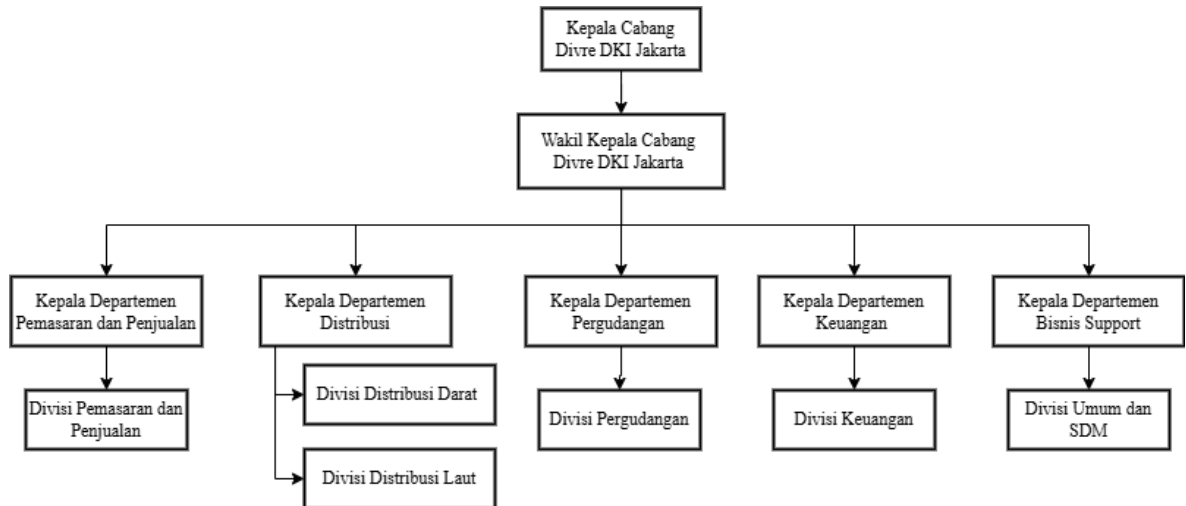 Kepala Cabang
Divre DKI Jakarta
Wakil Kepala Cabang
Divre DKI Jakarta
Kepala Departemen
Pemasaran dan Penjualan
Kepala Departemen
Distribusi
Kepala Departemen
Pergudangan
Kepala Departemen
Keuangan
Kepala Departemen
Bisnis Support
Divisi Pemasaran dan
Penjualan
Divisi Distribusi Darat
Divisi Distribusi Laut
Divisi Pergudangan
Divisi Keuangan
Divisi Umum dan
SDM